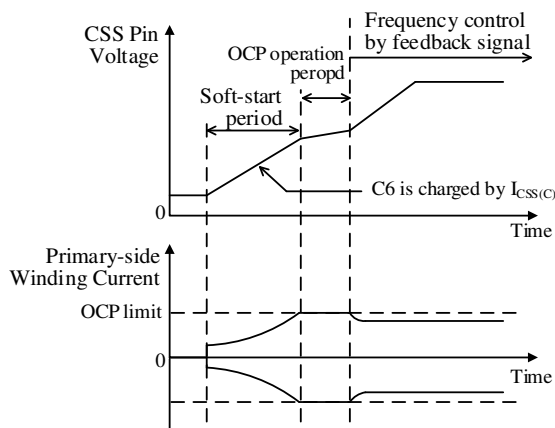 CSS Pin
Voltage
Frequency control
by feedback signal
OCP operation
peropd
Soft-start
period
C6 is charged by I_CSS(C)
0
Time
Primary-side
Winding Current
OCP limit
0
Time